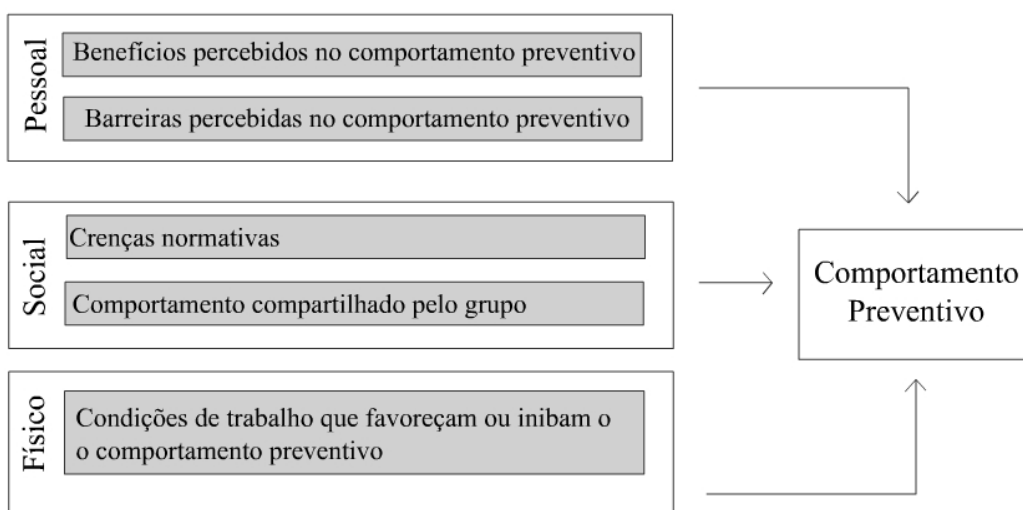 Pessoal
Benefícios percebidos no comportamento preventivo
Barreiras percebidas no comportamento preventivo
Social
Crenças normativas
Comportamento compartilhado pelo grupo
Físico
Condições de trabalho que favoreçam ou inibam o
o comportamento preventivo
Comportamento
Preventivo